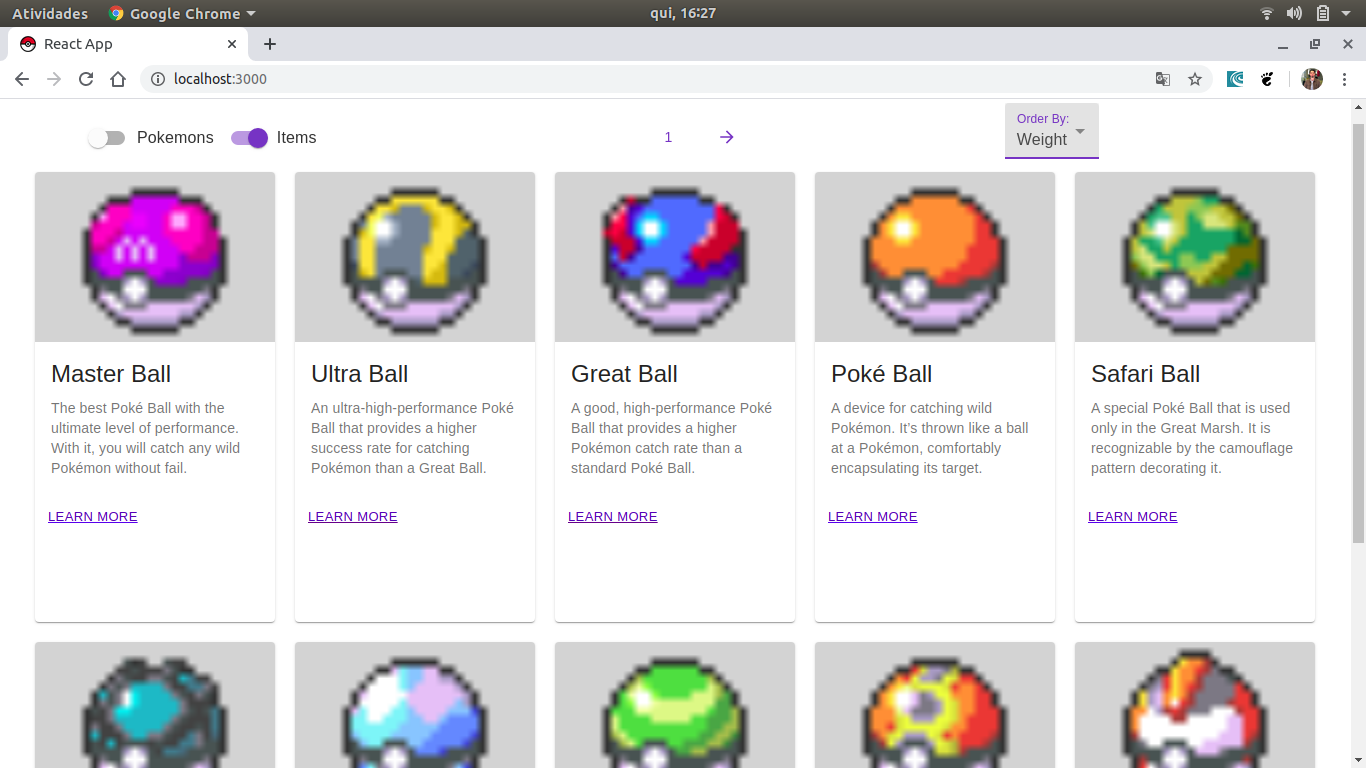 Atividades Google Chrome qui, 16:27
React App
localhost:3000
Pokemons Items 1 Order By:
Weight
Master Ball
The best Poké Ball with the
ultimate level of performance.
With it, you will catch any wild
Pokémon without fail.
LEARN MORE
Ultra Ball
An ultra-high-performance Poké
Ball that provides a higher
success rate for catching
Pokémon than a Great Ball.
LEARN MORE
Great Ball
A good, high-performance Poké
Ball that provides a higher
Pokémon catch rate than a
standard Poké Ball.
LEARN MORE
Poké Ball
A device for catching wild
Pokémon. It’s thrown like a ball
at a Pokémon, comfortably
encapsulating its target.
LEARN MORE
Safari Ball
A special Poké Ball that is used
only in the Great Marsh. It is
recognizable by the camouflage
pattern decorating it.
LEARN MORE